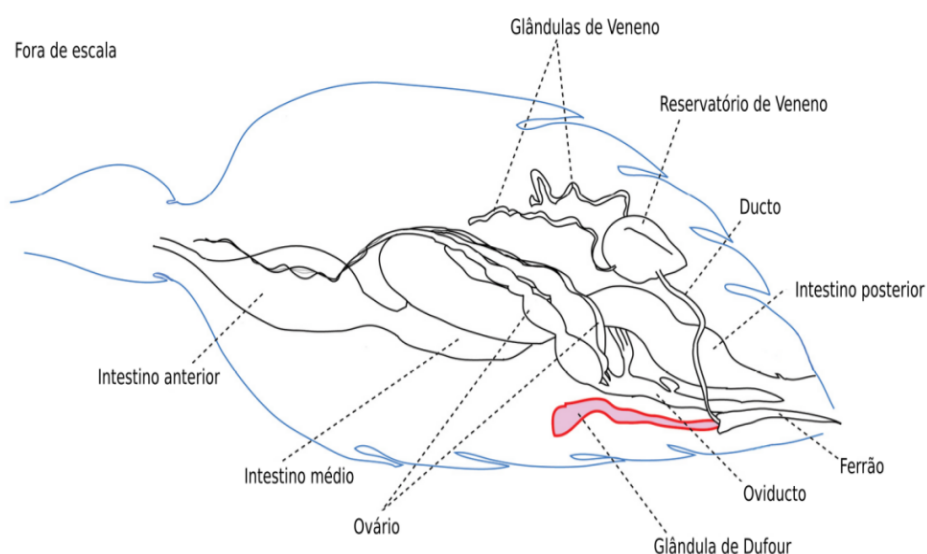 Glândulas de Veneno
Fora de escala
Reservatório de Veneno
Ducto
Intestino posterior
Intestino anterior
Intestino médio
Ferrão
Oviducto
Ovário
Glândula de Dufour